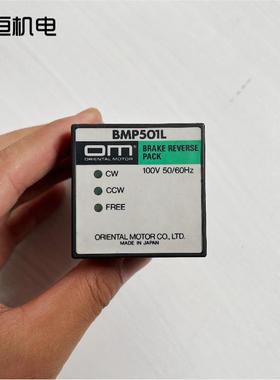 恒机电
BMP501L
om
ORIENTAL MOTOR
BRAKE REVERSE
PACK
100V 50/60Hz
CW
CCW
FREE
ORIENTAL MOTOR CO., LTD.
MADE IN JAPAN